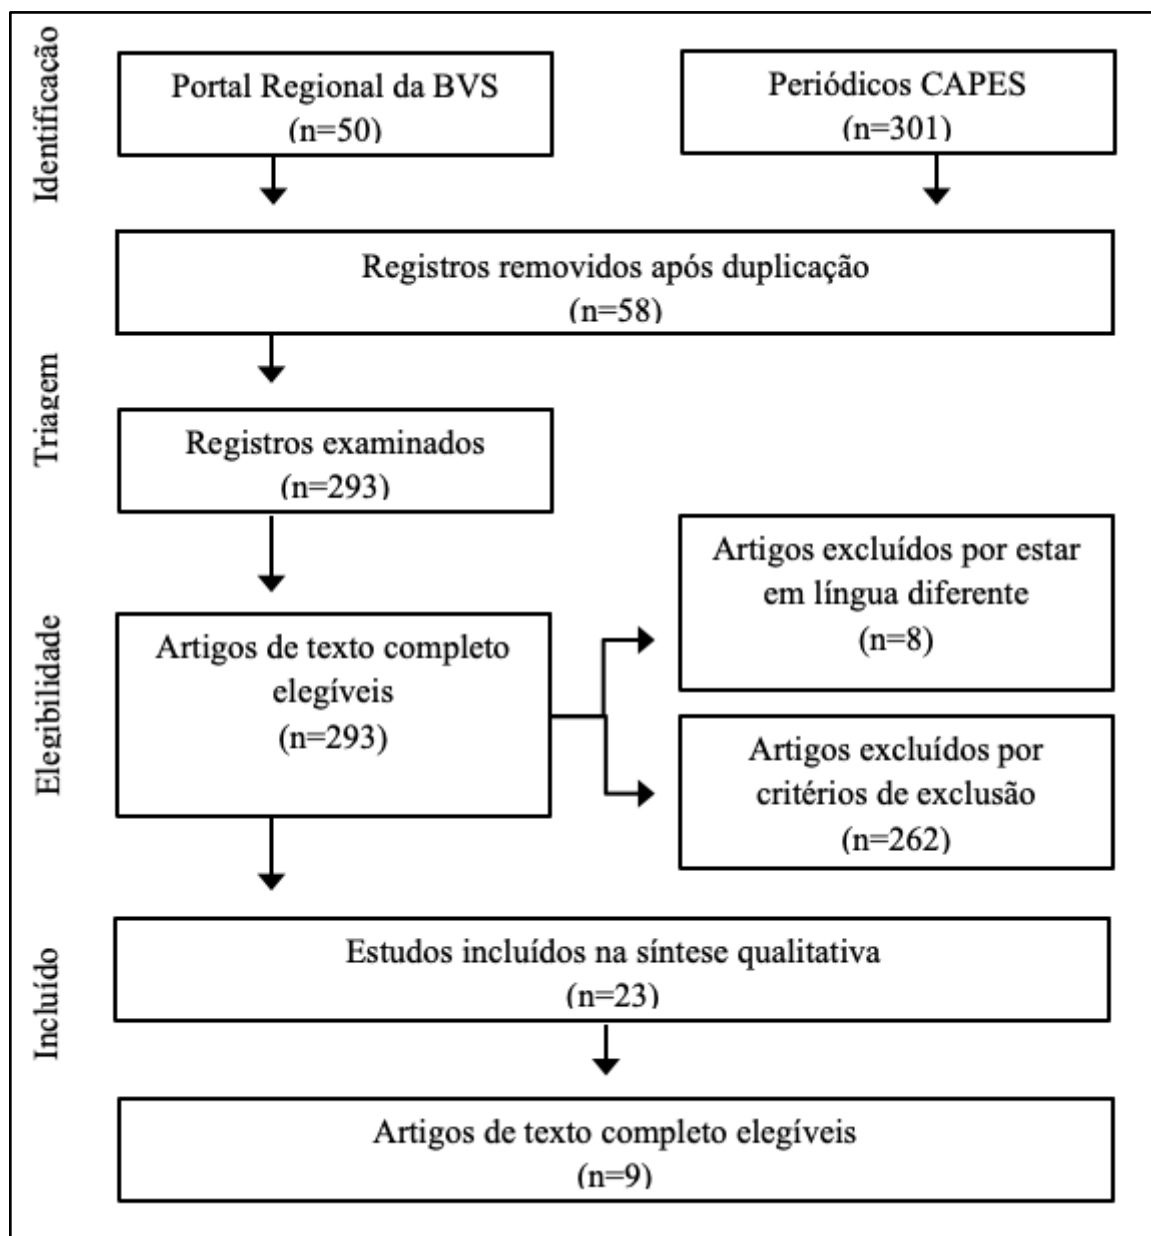 Identificação
Portal Regional da BVS
(n=50)
Periódicos CAPES
(n=301)
Registros removidos após duplicação
(n=58)
Triagem
Registros examinados
(n=293)
Elegibilidade
Artigos de texto completo
elegíveis
(n=293)
Artigos excluídos por estar
em língua diferente
(n=8)
Artigos excluídos por
critérios de exclusão
(n=262)
Incluído
Estudos incluídos na síntese qualitativa
(n=23)
Artigos de texto completo elegíveis
(n=9)